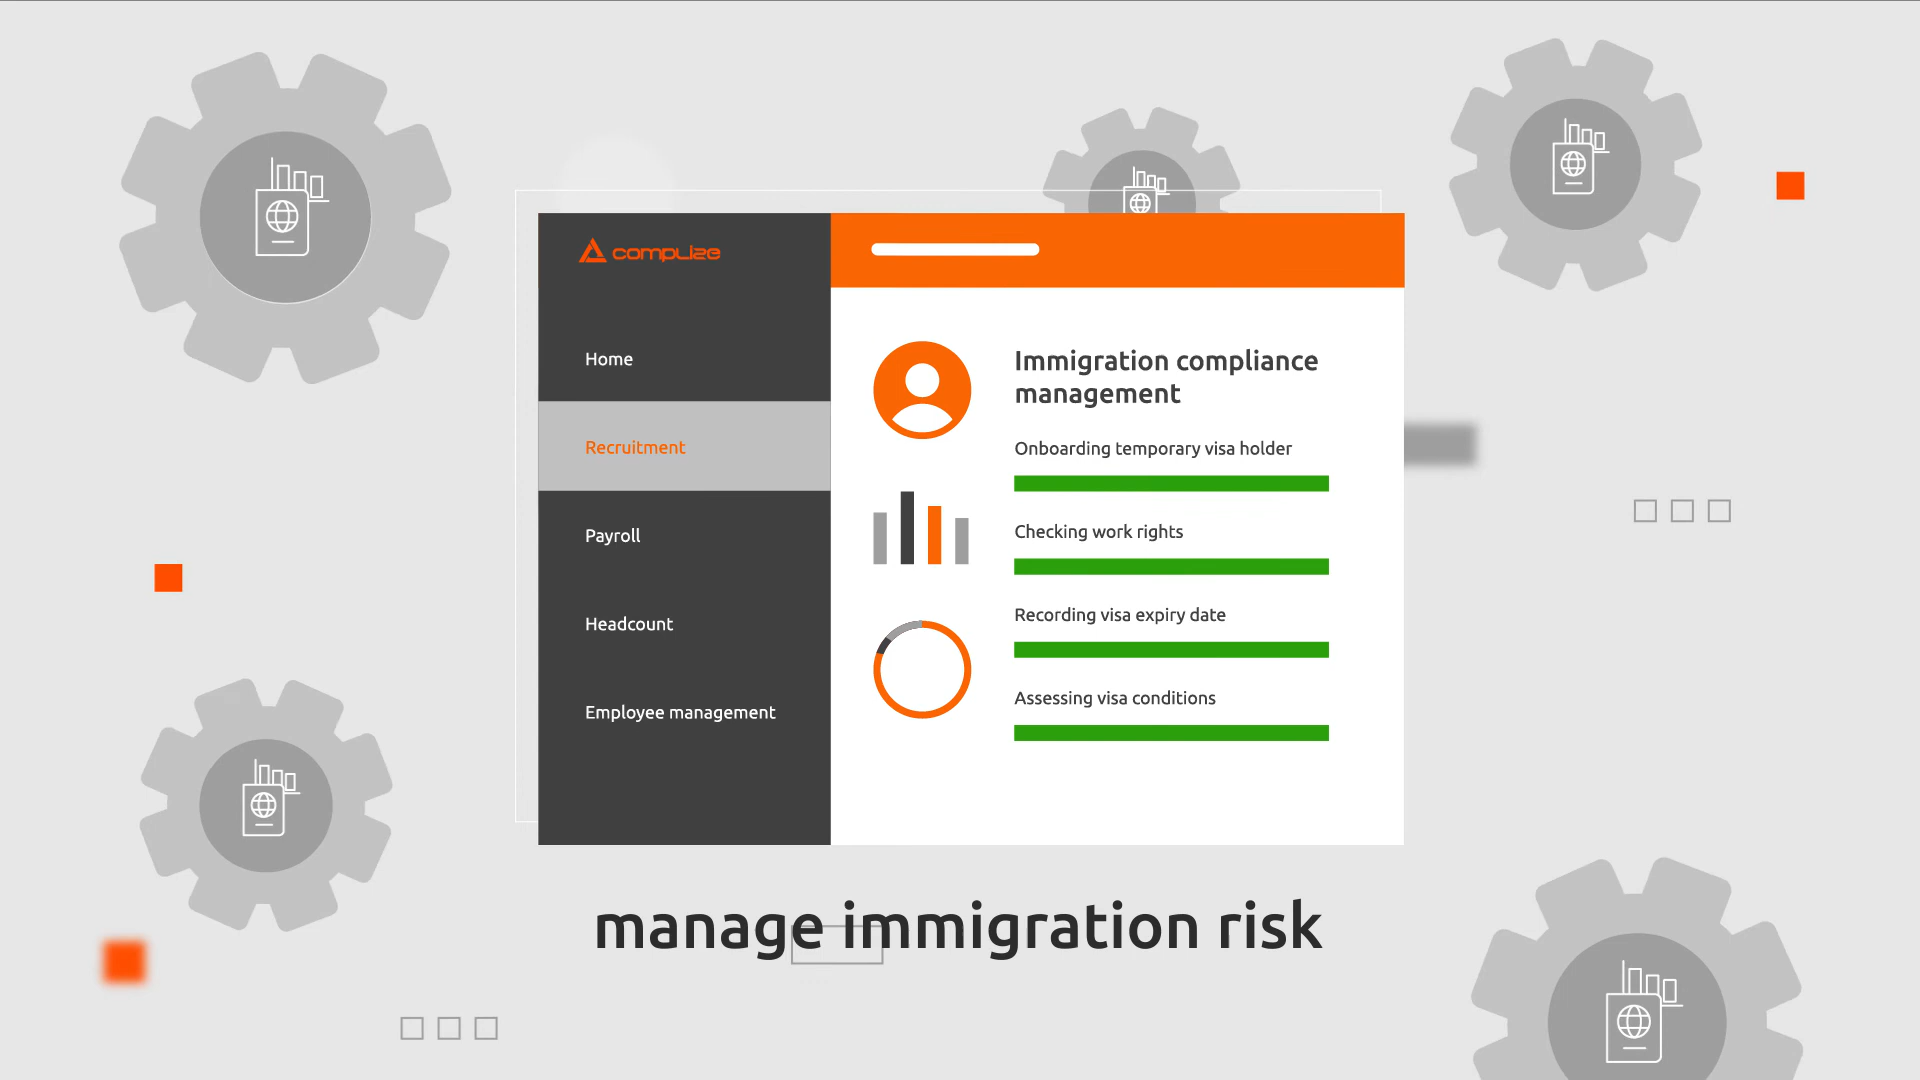 complize
Home
Recruitment
Payroll
Headcount
Employee management
Immigration compliance
management
Onboarding temporary visa holder
Checking work rights
Recording visa expiry date
Assessing visa conditions
manage immigration risk